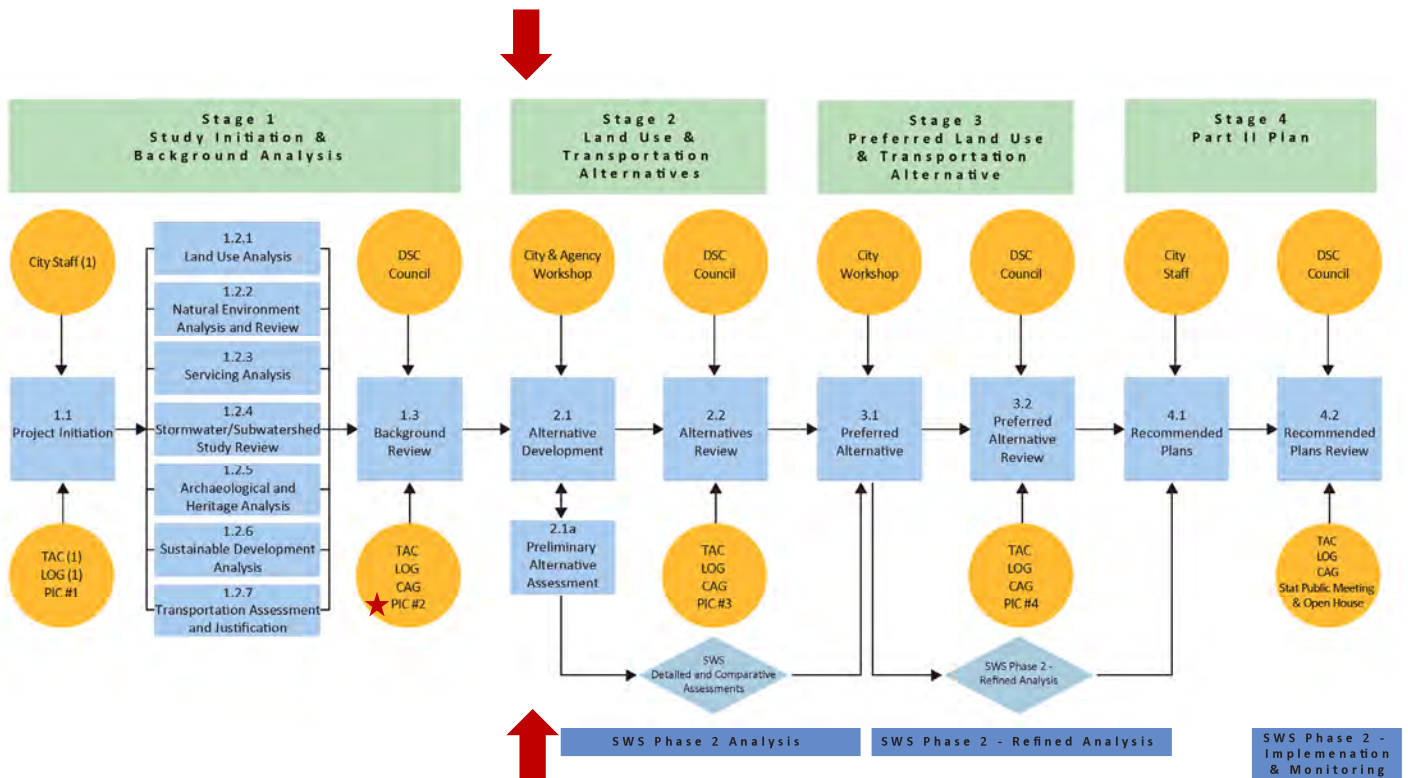 Stage 1
Study Initiation &
Background Analysis
Stage 2
Land Use &
Transportation
Alternatives
Stage 3
Preferred Land Use
& Transportation
Alternative
Stage 4
Part II Plan
City Staff (1)
1.2.1
Land Use Analysis
1.2.2
Natural Environment
Analysis and Review
1.2.3
Servicing Analysis
1.2.4
Stormwater/Subwatershed
Study Review
1.2.5
Archaeological and
Heritage Analysis
1.2.6
Sustainable Development
Analysis
1.2.7
Transportation Assessment
and Justification
DSC
Council
City & Agency
Workshop
DSC
Council
City
Workshop
DSC
Council
City
Staff
DSC
Council
1.1
Project Initiation
1.3
Background
Review
2.1
Alternative
Development
2.2
Alternatives
Review
3.1
Preferred
Alternative
3.2
Preferred
Alternative
Review
4.1
Recommended
Plans
4.2
Recommended
Plans Review
TAC (1)
LOG (1)
PIC #1
TAC
LOG
CAG
PIC #2
2.1a
Preliminary
Alternative
Assessment
TAC
LOG
CAG
PIC #3
TAC
LOG
CAG
PIC #4
TAC
LOG
CAG
Stat Public Meeting
& Open House
SWS
Detailed and Comparative
Assessments
SWS Phase 2 -
Refined Analysis
SWS Phase 2 Analysis
SWS Phase 2 - Refined Analysis
SWS Phase 2 -
Implemenation
& Monitoring